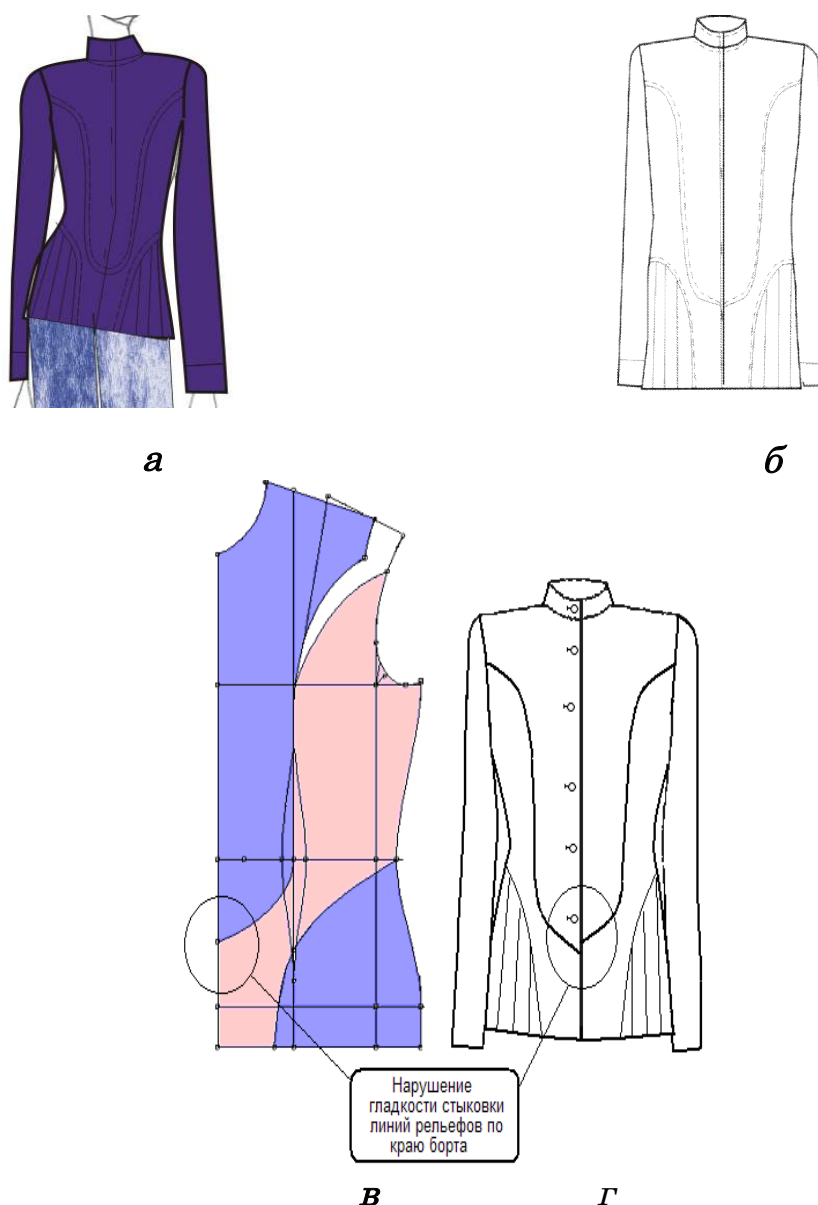 а
б
Нарушение
гладкости стыковки
линий рельефов по
краю борта
в
г